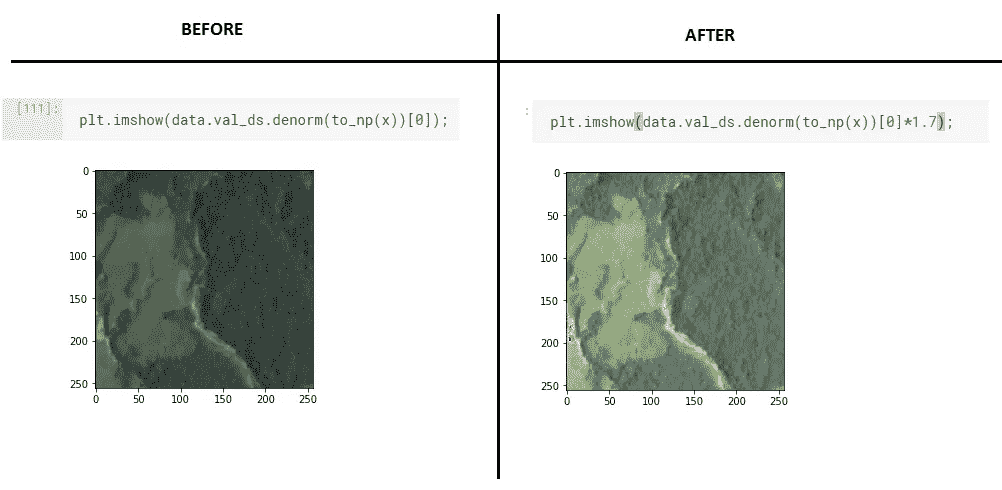 BEFORE
AFTER
[111]:
plt.imshow(data.val_ds.denorm(to_np(x))[0]);
0
50
100
150
200
250
0 50 100 150 200 250
:
plt.imshow(data.val_ds.denorm(to_np(x))[0]*1.7);
0
50
100
150
200
250
0 50 100 150 200 250